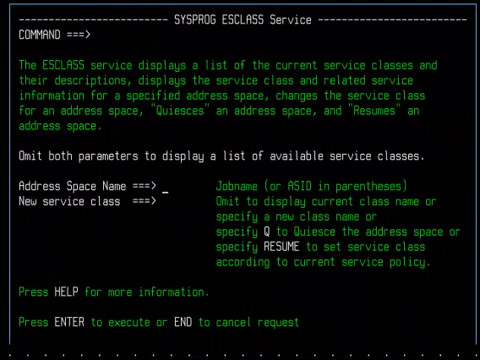 ------------------------ SYSPROG ESCLASS Service ------------------------
COMMAND ===>
The ESCLASS service displays a list of the current service classes and
their descriptions, displays the service class and related service
information for a specified address space, changes the service class
for an address space, "Quiesces" an address space, and "Resumes" an
address space.
Omit both parameters to display a list of available service classes.
Address Space Name ===> _ Jobname (or ASID in parentheses)
New service class ===> Omit to display current class name or
specify a new class name or
specify Q to Quiesce the address space or
specify RESUME to set service class
according to current service policy.
Press HELP for more information.
Press ENTER to execute or END to cancel request